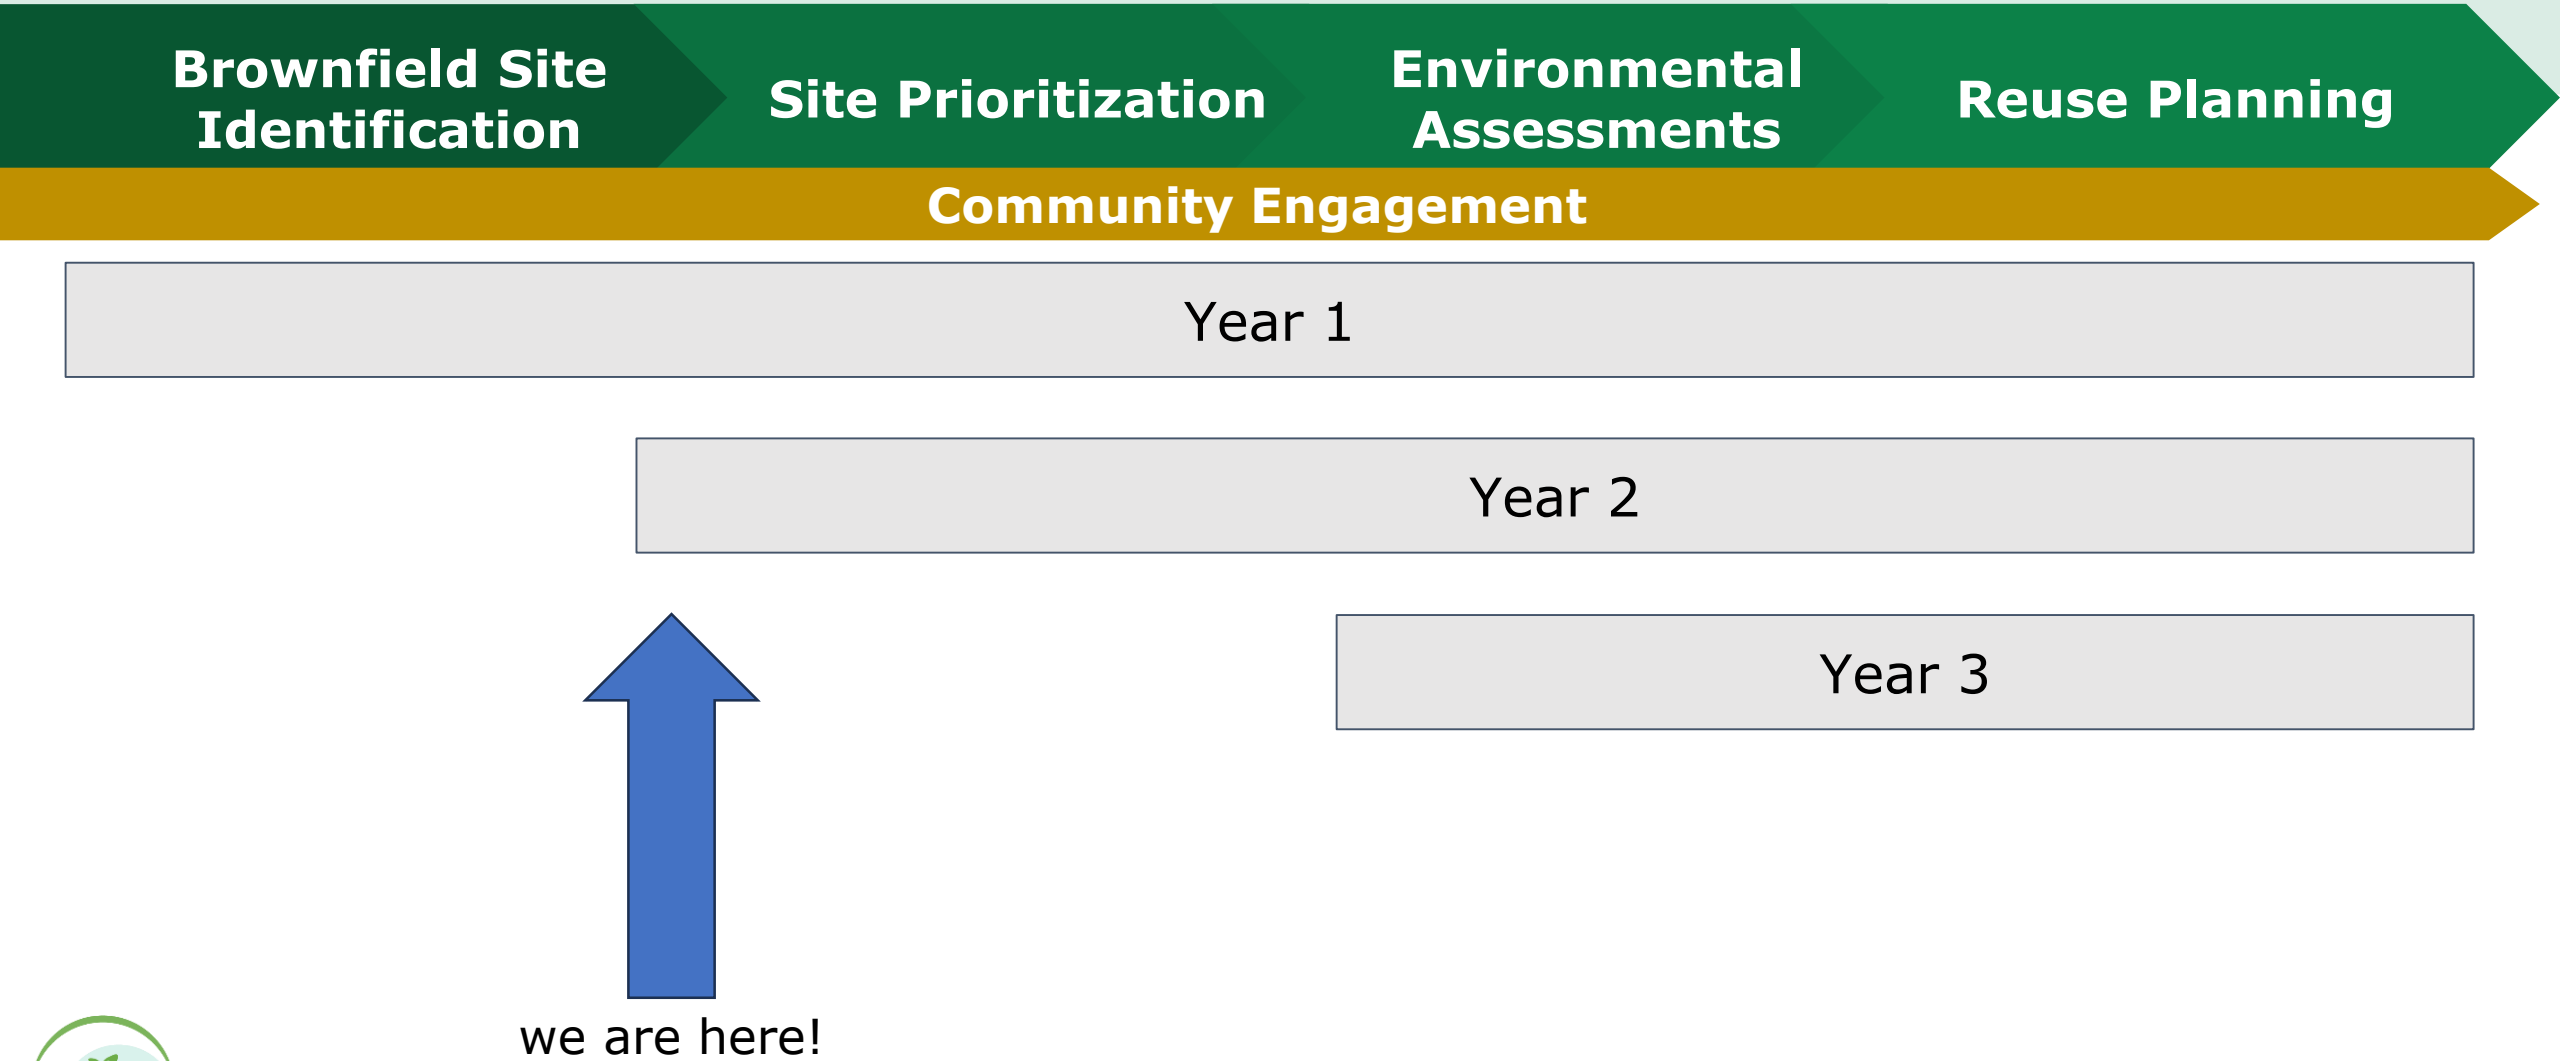 Brownfield Site
Identification
Site Prioritization
Environmental
Assessments
Reuse Planning
Community Engagement
Year 1
Year 2
Year 3
we are here!